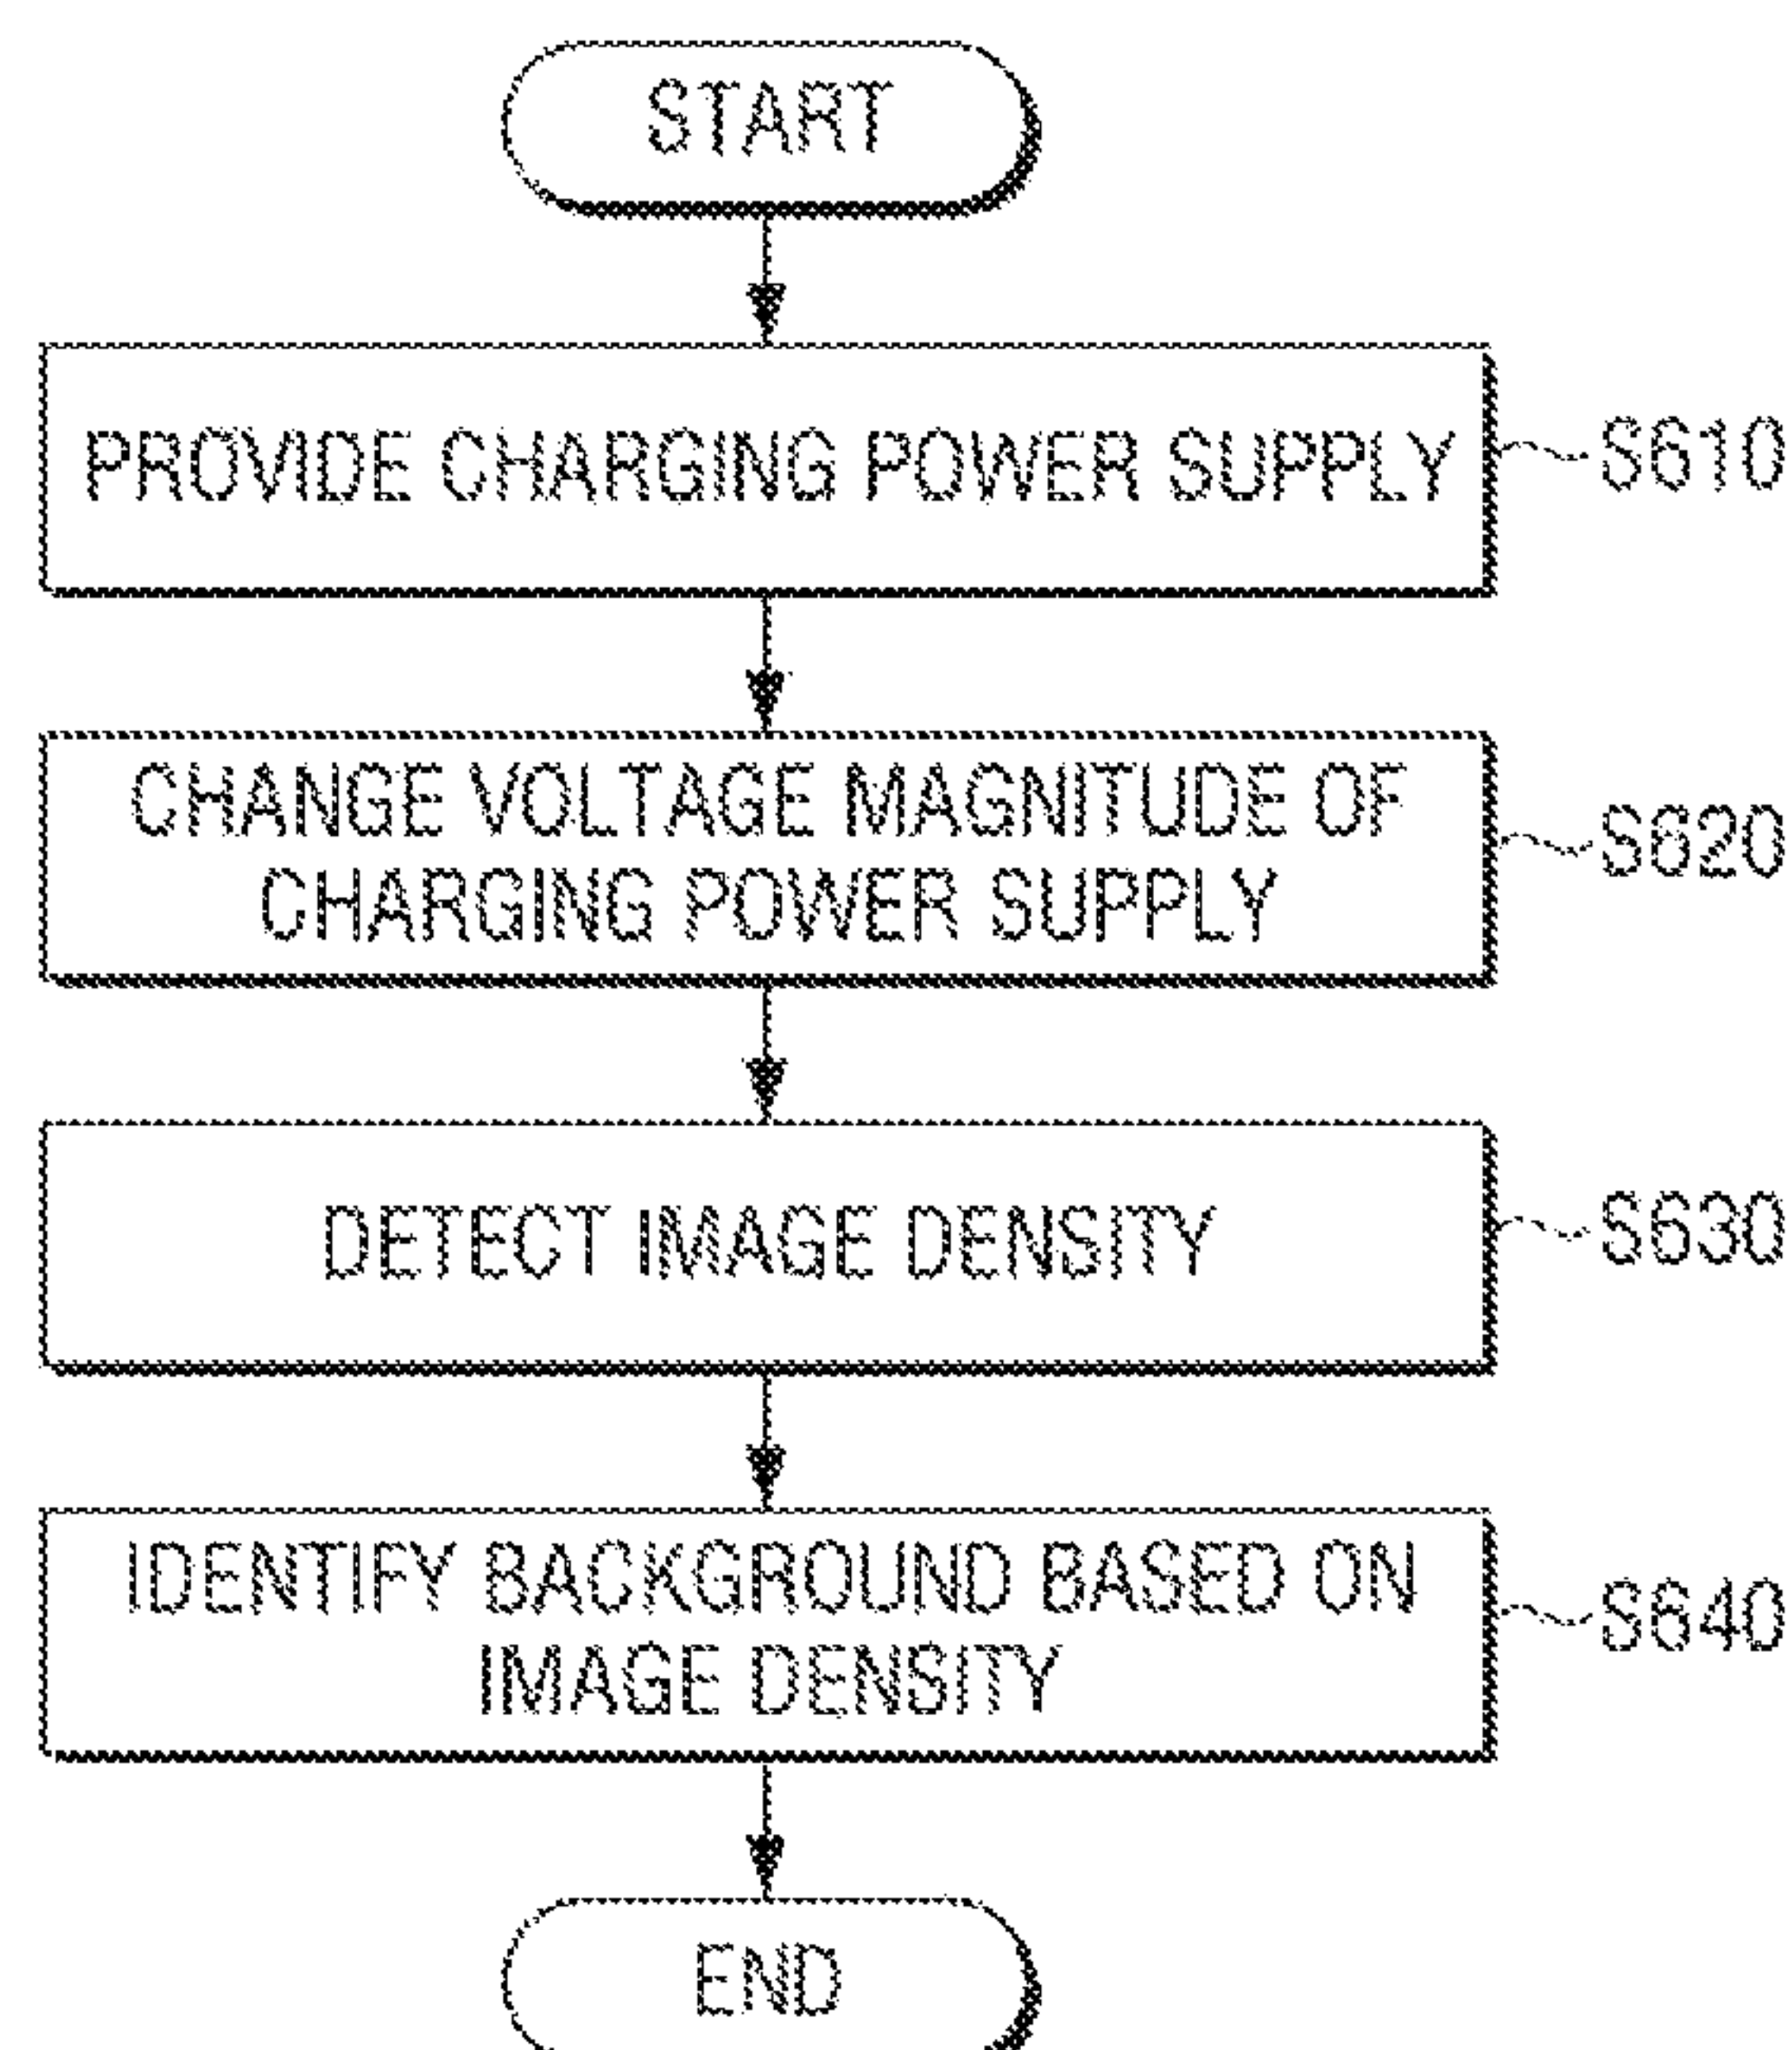 START
PROVIDE CHARGING POWER SUPPLY
S610
CHANGE VOLTAGE MAGNITUDE OF
CHARGING POWER SUPPLY
S620
DETECT IMAGE DENSITY
S630
IDENTIFY BACKGROUND BASED ON
IMAGE DENSITY
S640
END